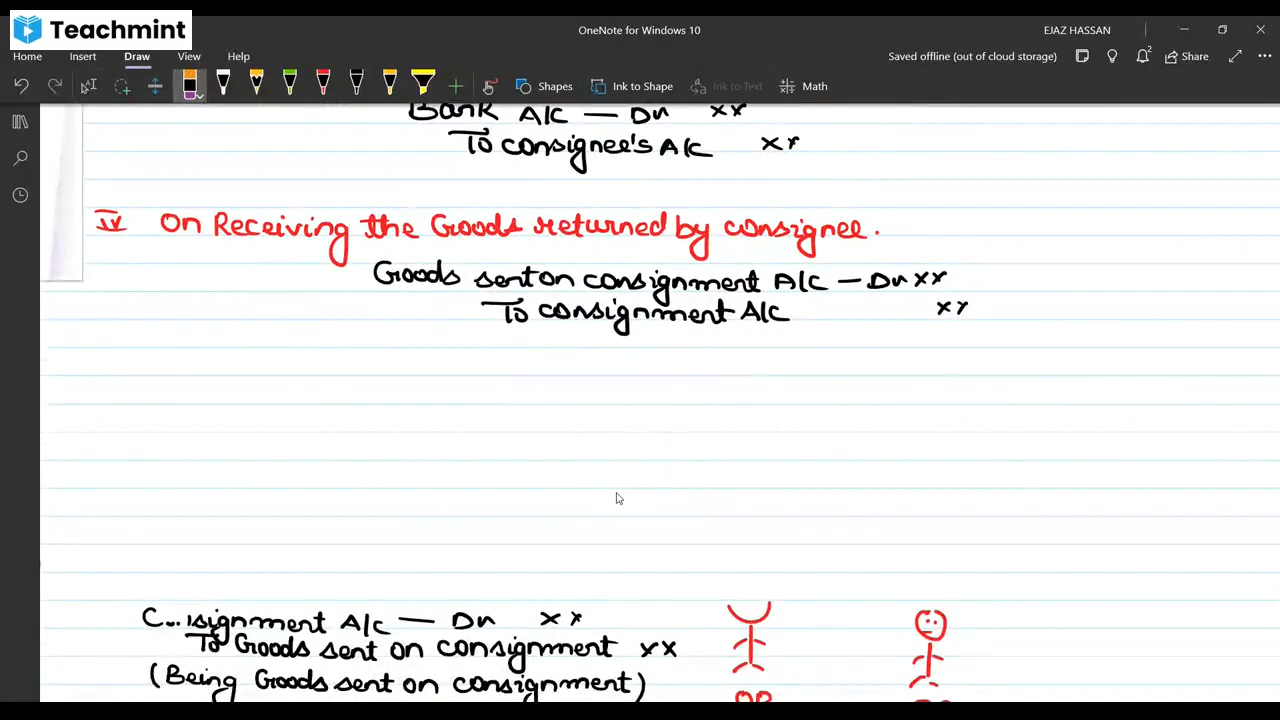 Teachmint
OneNote for Windows 10
EJAZ HASSAN
Home Insert Draw View Help
Saved offline (out of cloud storage)
Share
Shapes
Ink to Shape
Ink to Text
Math
Bank A/c — Dr xx
To consignee's A/c xx
IV On Receiving the Goods returned by consignee.
Goods sent on consignment A/c — Dr xx
To consignment A/c xx
C...isignment A/c — Dr xx
To Goods sent on consignment xx
(Being Goods sent on consignment)